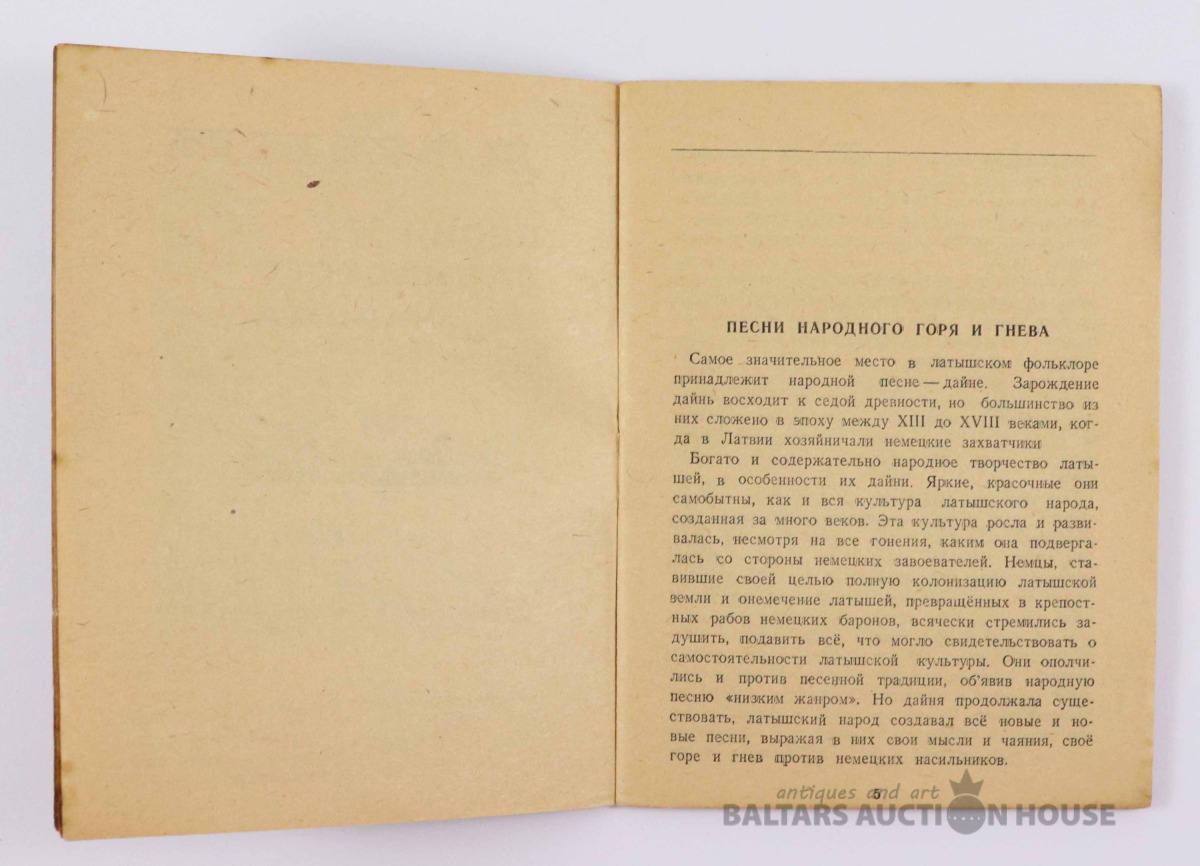 ПЕСНИ НАРОДНОГО ГОРЯ И ГНЕВА
Самое значительное место в латышском фольклоре
принадлежит народной песне — дайне. Зарождение
дайнь восходит к седой древности, но большинство из
них сложено в эпоху между XIII до XVIII веками, ког-
да в Латвии хозяйничали немецкие захватчики
Богато и содержательно народное творчество латы-
шей, в особенности их дайни. Яркие, красочные они
самобытны, как и вся культура латышского народа,
созданная за много веков. Эта культура росла и разви-
валась, несмотря на все гонения, каким она подверга-
лась со стороны немецких завоевателей. Немцы, ста-
вившие своей целью полную колонизацию латышской
земли и онемечение латышей, превращённых в крепост-
ных рабов немецких баронов, всячески стремились за-
душить, подавить всё, что могло свидетельствовать о
самостоятельности латышской культуры. Они ополчи-
лись и против песенной традиции, об'явив народную
песню «низким жанром». Но дайня продолжала суще-
ствовать, латышский народ создавал всё новые и но-
вые песни, выражая в них свои мысли и чаяния, своё
горе и гнев против немецких насильников.
5
antiques and art
BALTARS AUCTION HOUSE